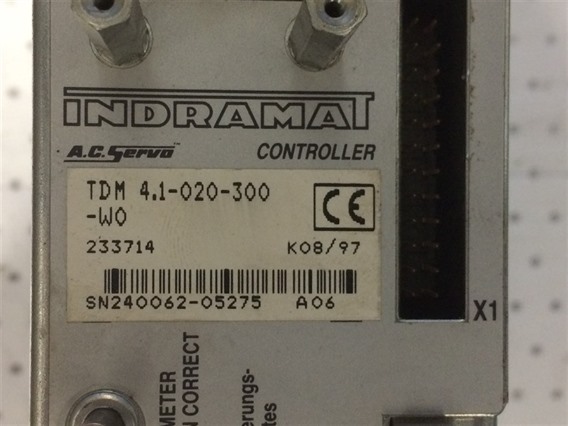 INDRAMAT
A.C. Servo CONTROLLER
TDM 4.1-020-300
-W0
CE
233714 K08/97
SN240062-05275 A06
X1
METER
N CORRECT
erungs-
tes